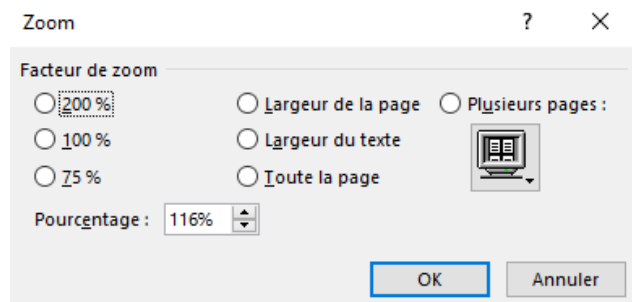 Zoom ?
Facteur de zoom
200 % Largeur de la page Plusieurs pages :
100 % Largeur du texte
75 % Toute la page
Pourcentage : 116%
OK Annuler